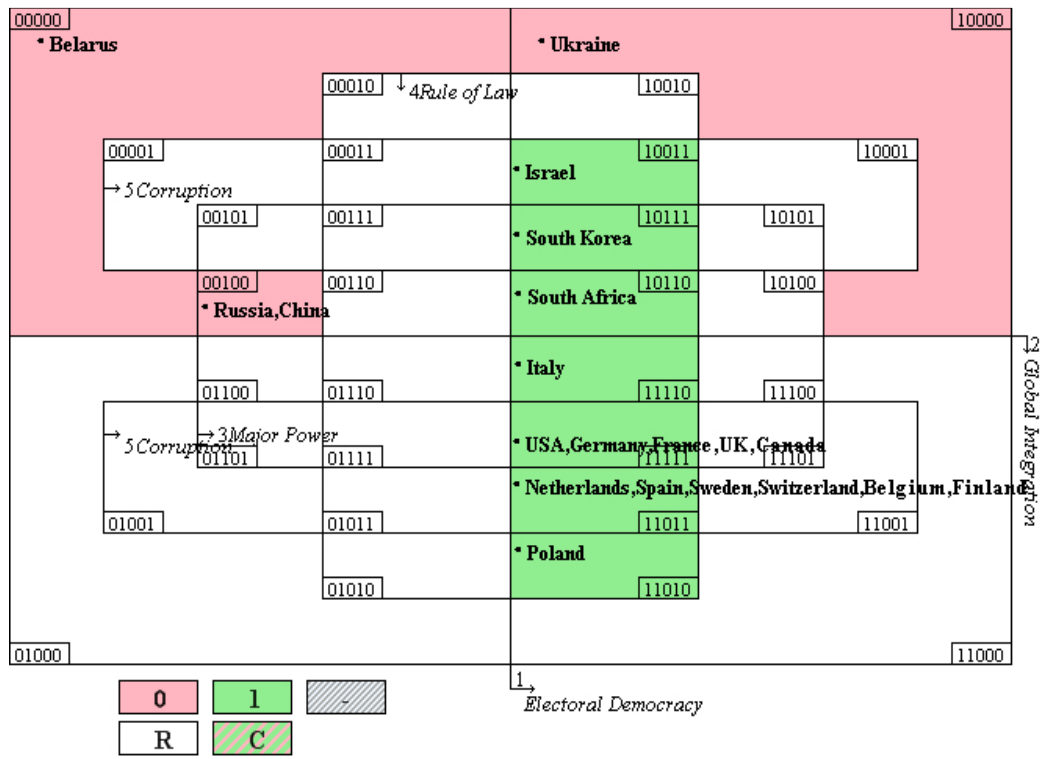 00000
10000
Belarus
Ukraine
00010
4Rule of Law
10010
00001
00011
10011
10001
Israel
5Corruption
00101
00111
10111
10101
South Korea
00100
00110
10110
10100
Russia,China
South Africa
2
Global Integration
Italy
01100
01110
11110
11100
5Corruption
3Major Power
USA,Germany,France,UK,Canada
01101
01111
11111
11101
Netherlands,Spain,Sweden,Switzerland,Belgium,Finland
01001
01011
11011
11001
Poland
01010
11010
01000
11000
1
Electoral Democracy
0
1
-
R
C